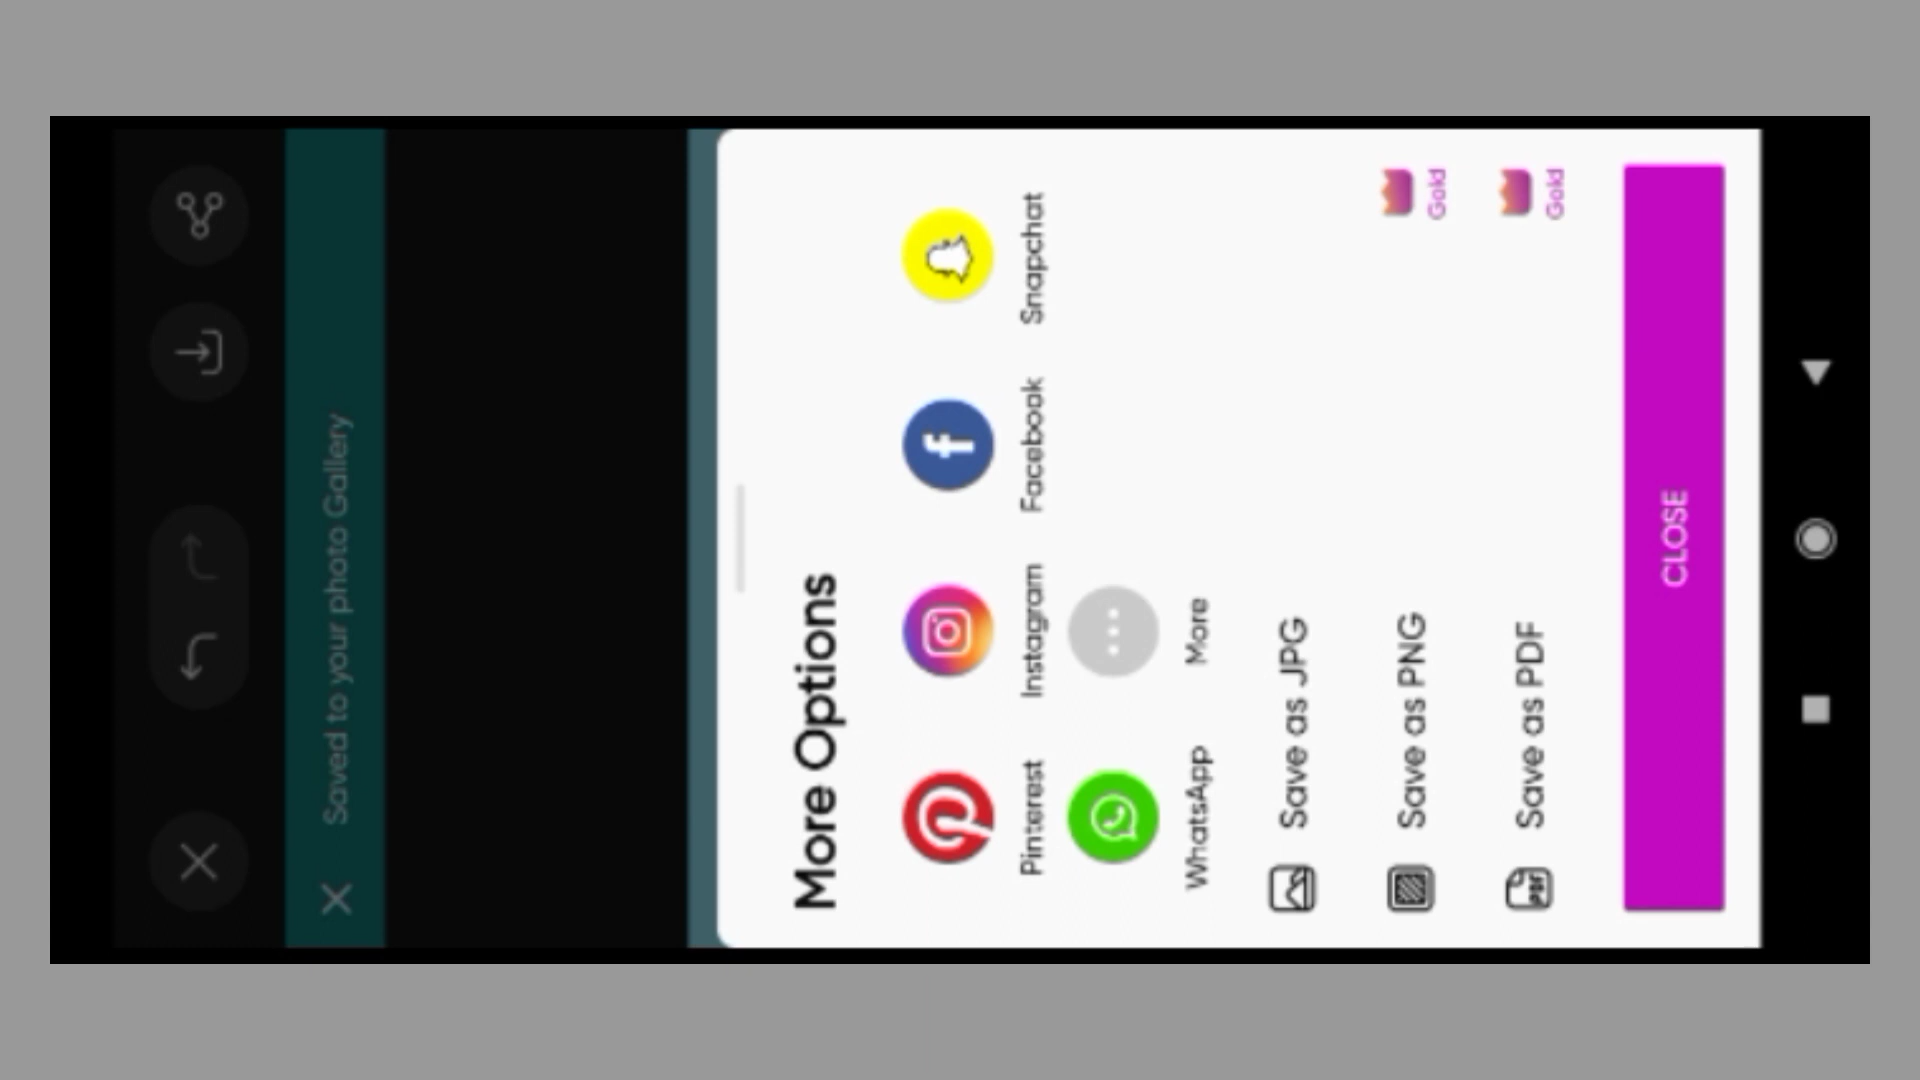 Saved to your photo Gallery
More Options
Pinterest Instagram Facebook Snapchat
WhatsApp More
Save as JPG
Save as PNG Gold
PDF Save as PDF Gold
CLOSE